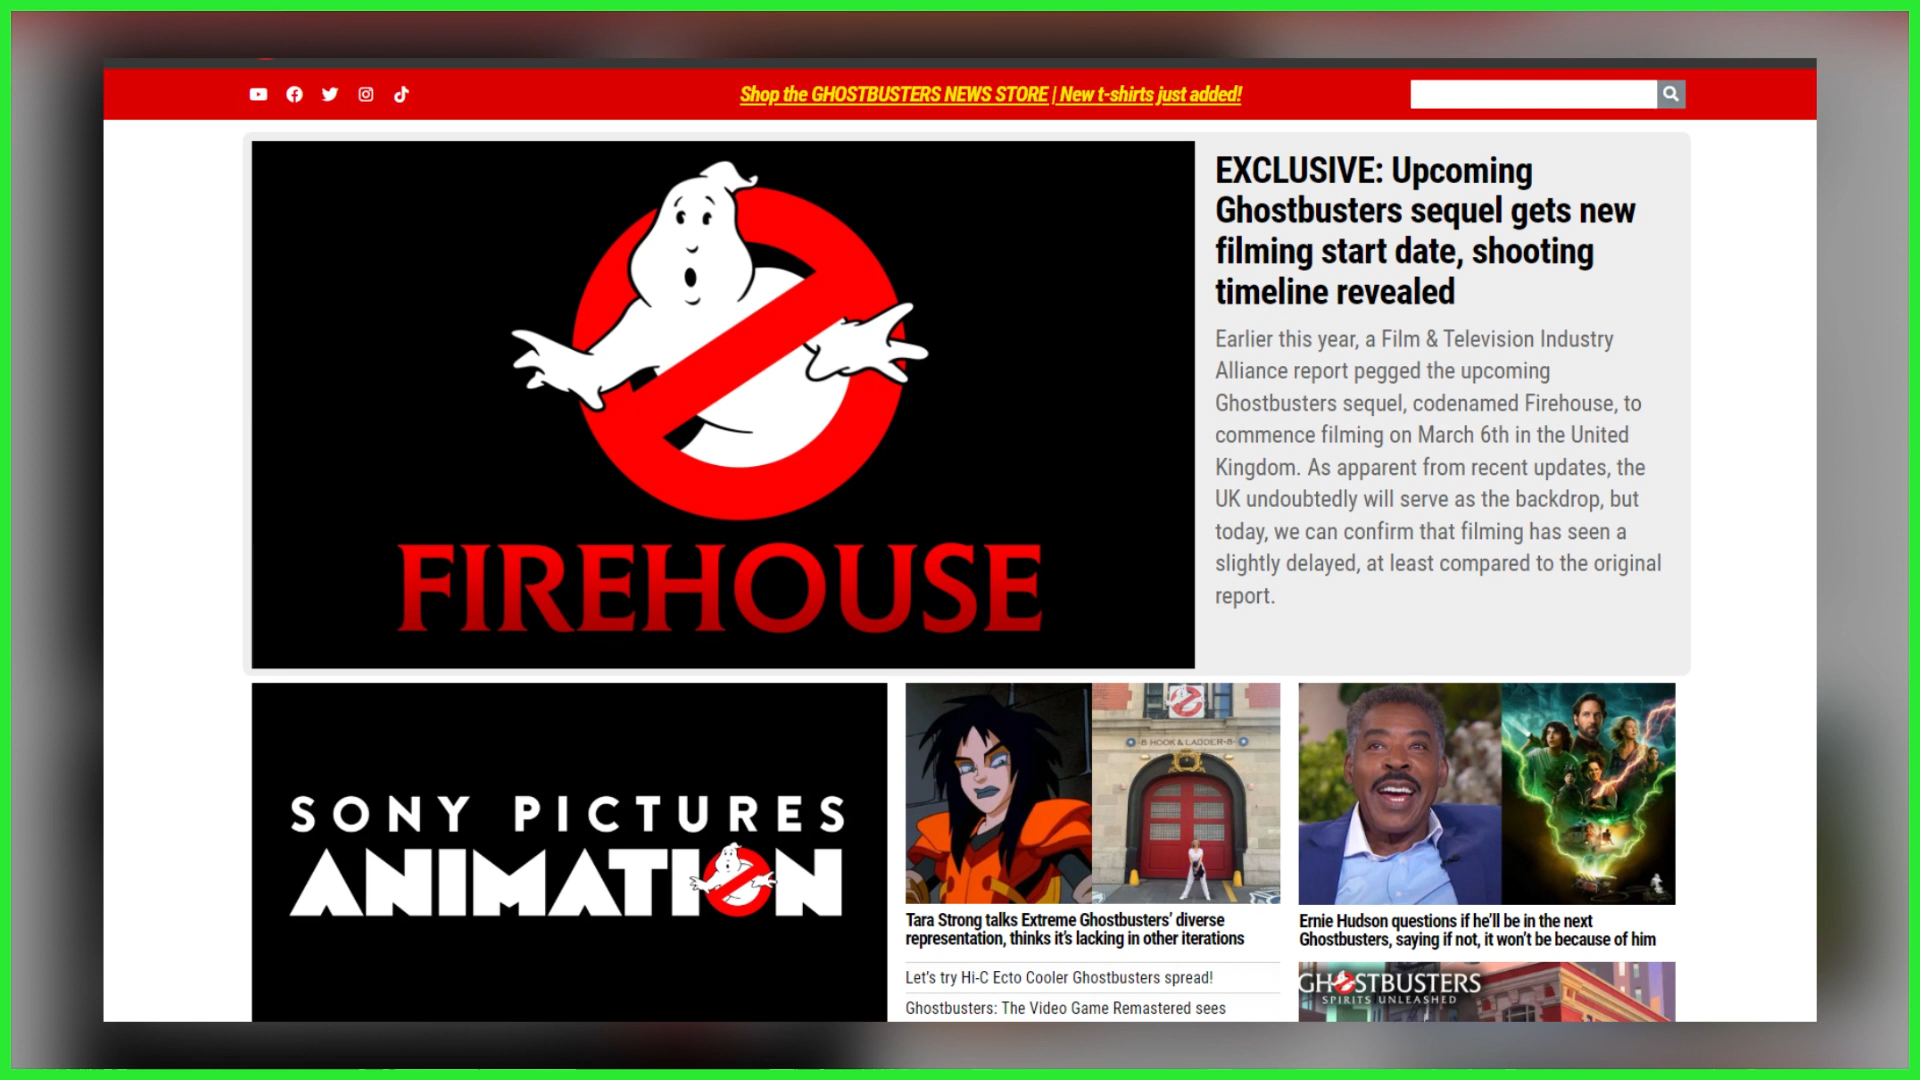 Shop the GHOSTBUSTERS NEWS STORE | New t-shirts just added!
EXCLUSIVE: Upcoming
Ghostbusters sequel gets new
filming start date, shooting
timeline revealed
Earlier this year, a Film & Television Industry
Alliance report pegged the upcoming
Ghostbusters sequel, codenamed Firehouse, to
commence filming on March 6th in the United
Kingdom. As apparent from recent updates, the
UK undoubtedly will serve as the backdrop, but
today, we can confirm that filming has seen a
slightly delayed, at least compared to the original
report.
FIREHOUSE
SONY PICTURES
ANIMATION
8 HOOK & LADDER 8
Tara Strong talks Extreme Ghostbusters’ diverse
representation, thinks it’s lacking in other iterations
Let’s try Hi-C Ecto Cooler Ghostbusters spread!
Ghostbusters: The Video Game Remastered sees
Ernie Hudson questions if he’ll be in the next
Ghostbusters, saying if not, it won’t be because of him
GHOSTBUSTERS
SPIRITS UNLEASHED